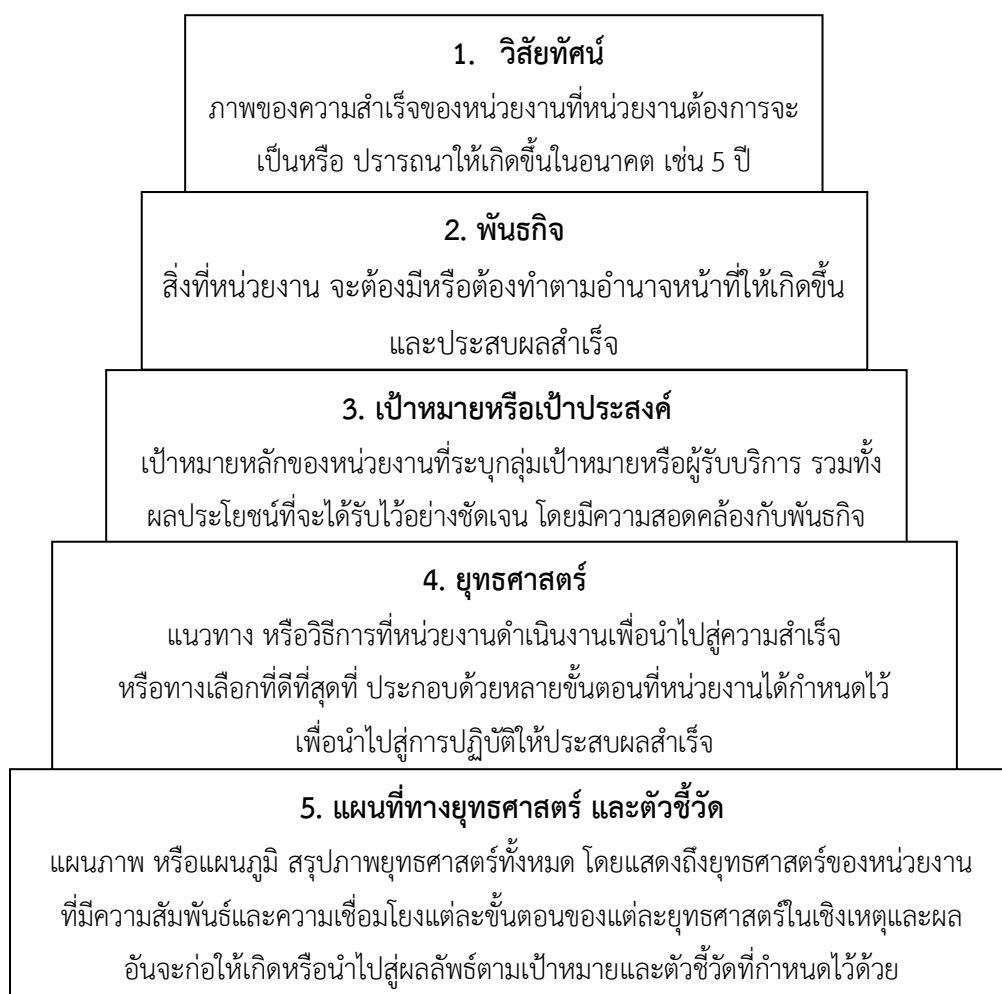 1. วิสัยทัศน์
ภาพของความสำเร็จของหน่วยงานที่หน่วยงานต้องการจะ
เป็นหรือ ปรารถนาให้เกิดขึ้นในอนาคต เช่น 5 ปี
2. พันธกิจ
สิ่งที่หน่วยงาน จะต้องมีหรือต้องทำตามอำนาจหน้าที่ให้เกิดขึ้น
และประสบผลสำเร็จ
3. เป้าหมายหรือเป้าประสงค์
เป้าหมายหลักของหน่วยงานที่ระบุกลุ่มเป้าหมายหรือผู้รับบริการ รวมทั้ง
ผลประโยชน์ที่จะได้รับไว้อย่างชัดเจน โดยมีความสอดคล้องกับพันธกิจ
4. ยุทธศาสตร์
แนวทาง หรือวิธีการที่หน่วยงานดำเนินงานเพื่อนำไปสู่ความสำเร็จ
หรือทางเลือกที่ดีที่สุดที่ ประกอบด้วยหลายขั้นตอนที่หน่วยงานได้กำหนดไว้
เพื่อนำไปสู่การปฏิบัติให้ประสบผลสำเร็จ
5. แผนที่ทางยุทธศาสตร์ และตัวชี้วัด
แผนภาพ หรือแผนภูมิ สรุปภาพยุทธศาสตร์ทั้งหมด โดยแสดงถึงยุทธศาสตร์ของหน่วยงาน
ที่มีความสัมพันธ์และความเชื่อมโยงแต่ละขั้นตอนของแต่ละยุทธศาสตร์ในเชิงเหตุและผล
อันจะก่อให้เกิดหรือนำไปสู่ผลลัพธ์ตามเป้าหมายและตัวชี้วัดที่กำหนดไว้ด้วย